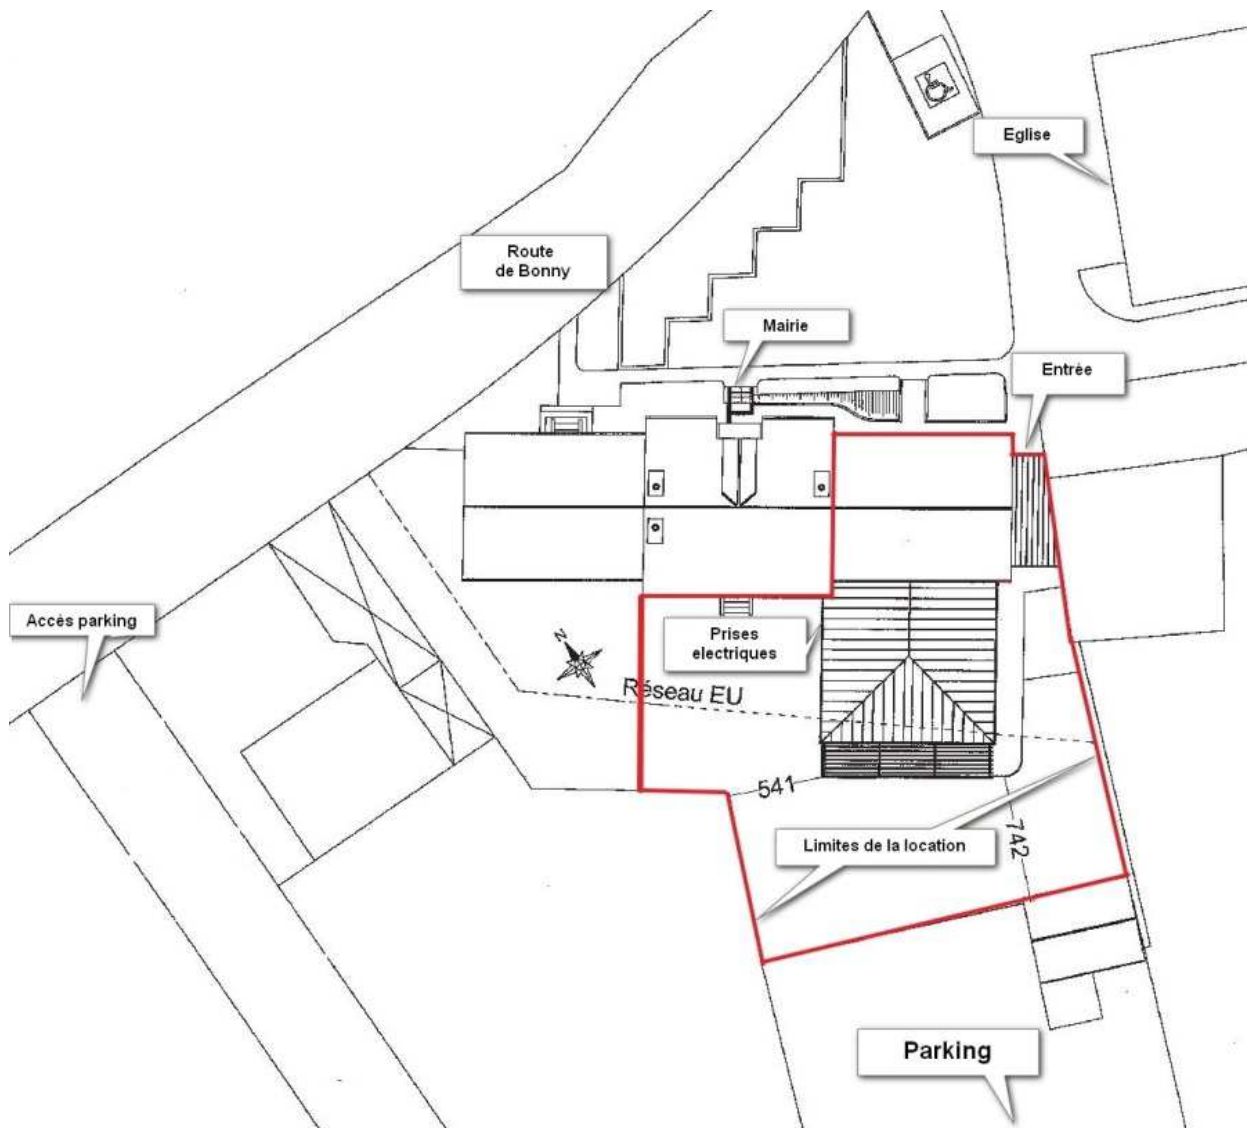 Eglise
Route
de Bonny
Mairie
Entrée
Accès parking
Prises
electriques
N
Réseau EU
541
742
Limites de la location
Parking